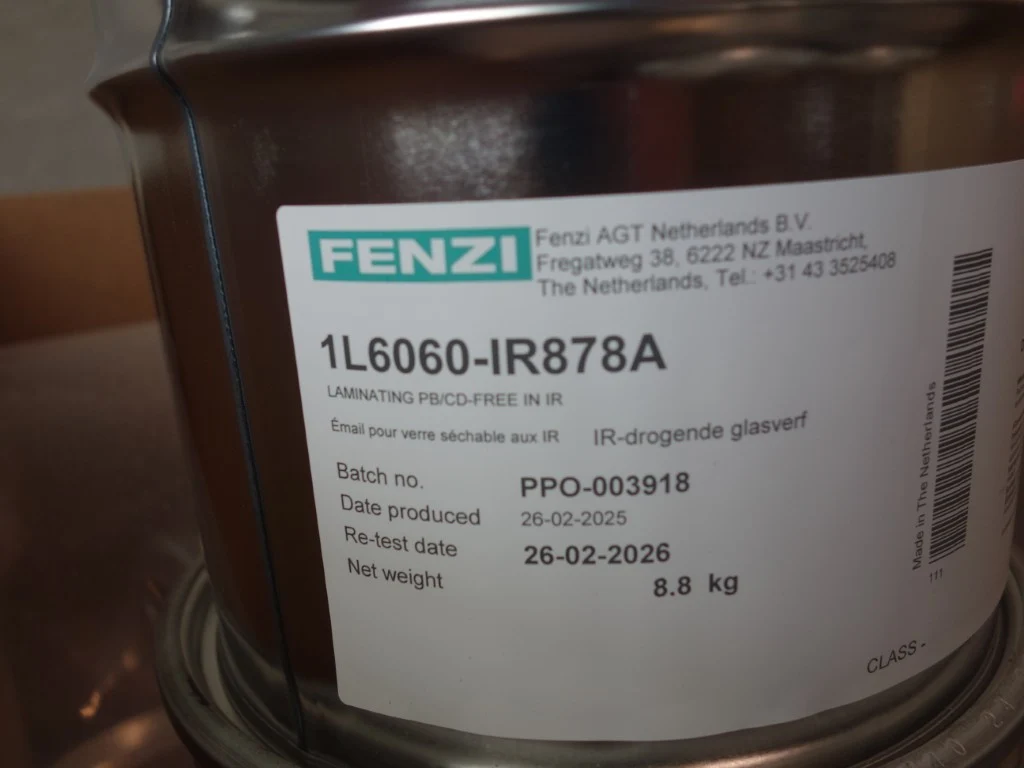 FENZI
Fenzi AGT Netherlands B.V.
Fregatweg 38, 6222 NZ Maastricht,
The Netherlands, Tel.: +31 43 3525408
1L6060-IR878A
LAMINATING PB/CD-FREE IN IR
Émail pour verre séchable aux IR IR-drogende glasverf
Batch no. PPO-003918
Date produced 26-02-2025
Re-test date 26-02-2026
Net weight 8.8 kg
Made in The Netherlands
111
CLASS -